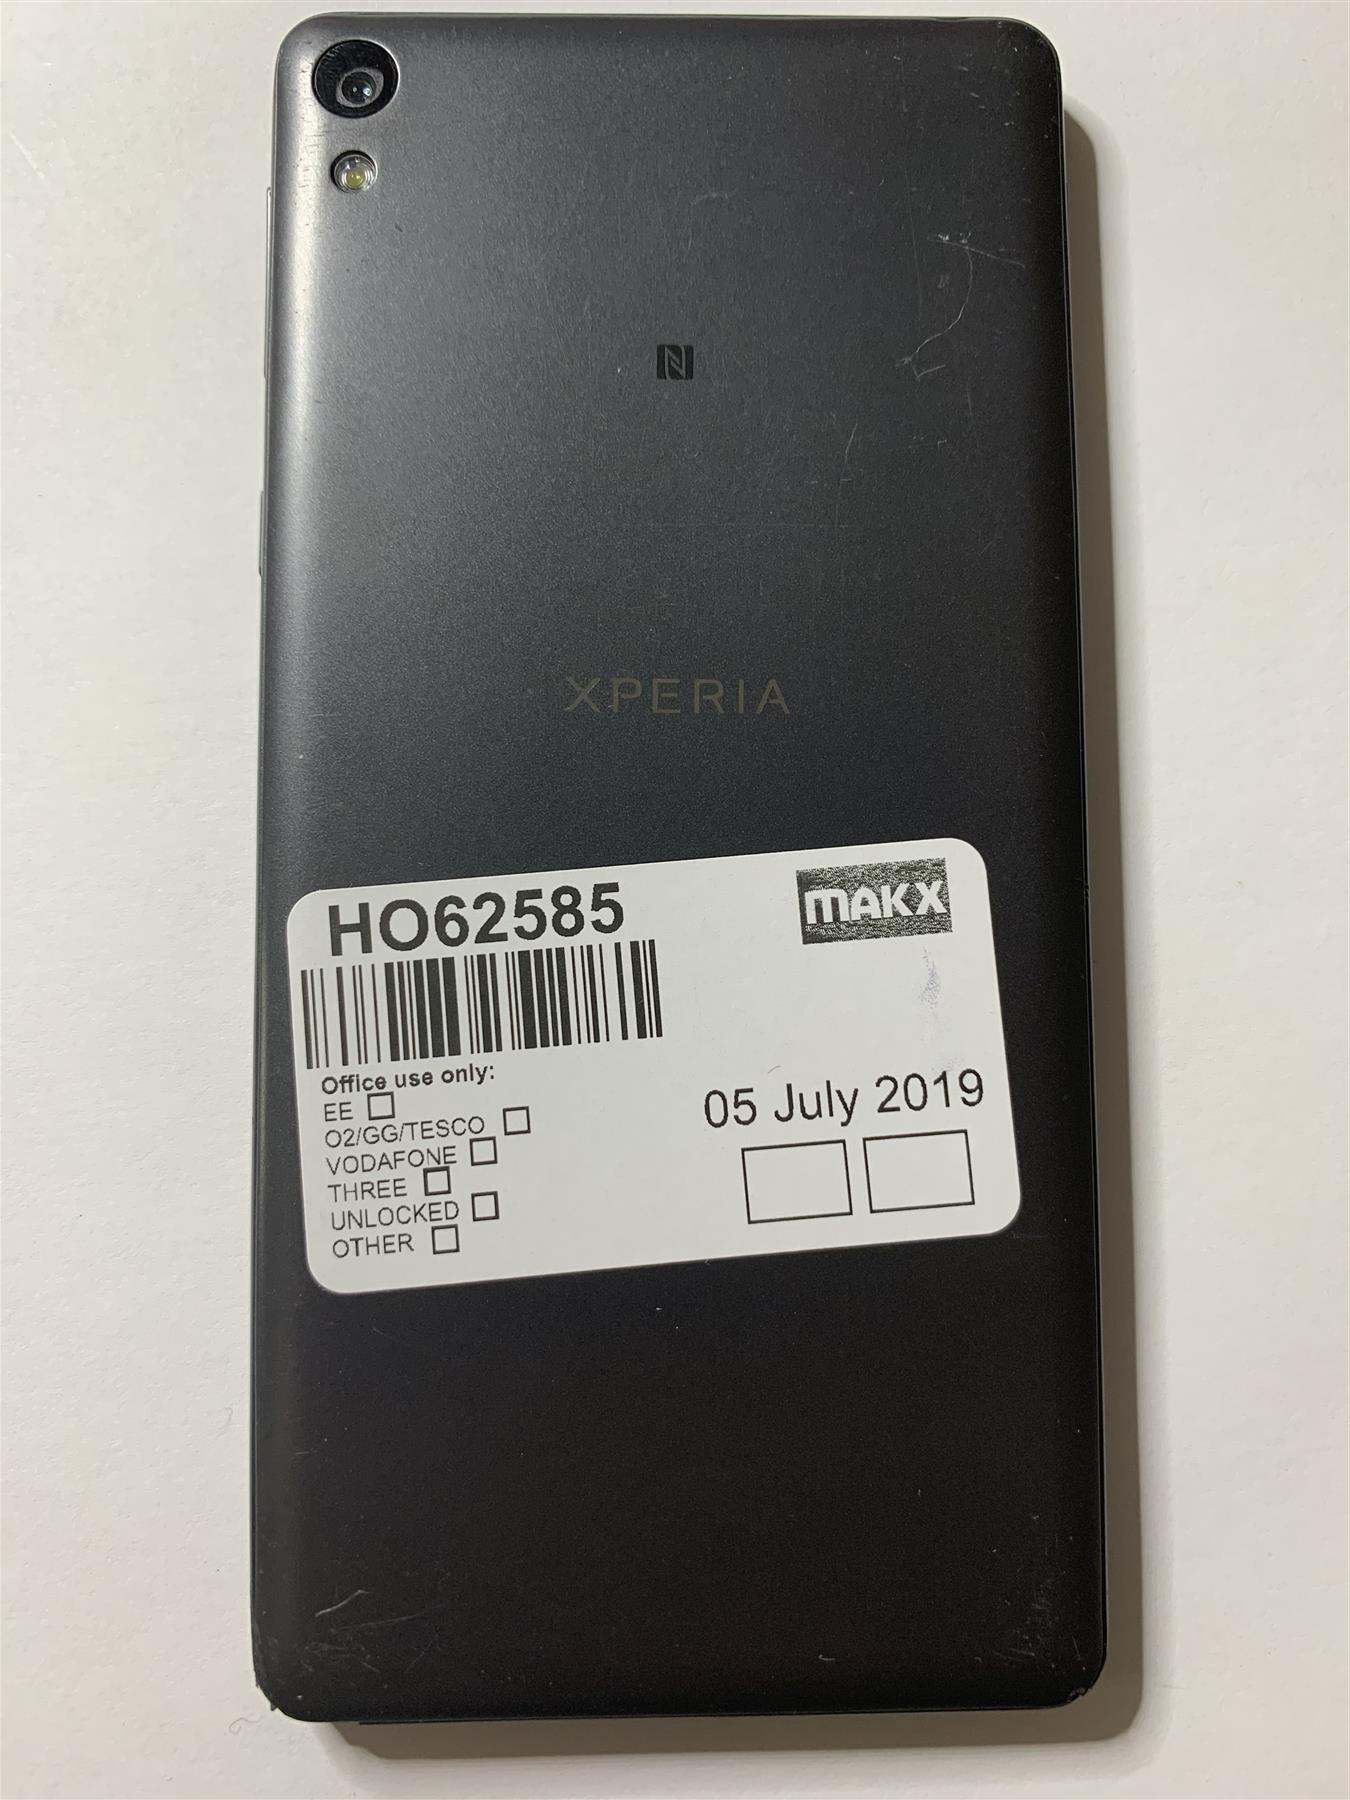 N
XPERIA
HO62585
MAKX
Office use only:
EE
O2/GG/TESCO
VODAFONE
THREE
UNLOCKED
OTHER
05 July 2019